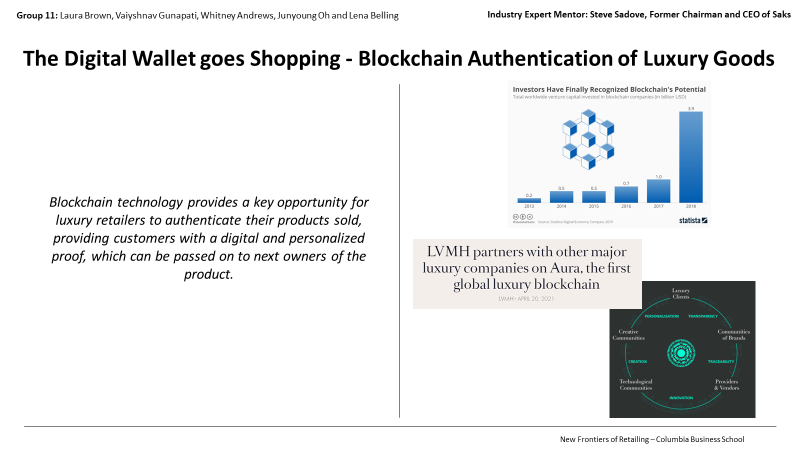 Group 11: Laura Brown, Vaiyshnav Gunapati, Whitney Andrews, Junyoung Oh and Lena Belling
Industry Expert Mentor: Steve Sadove, Former Chairman and CEO of Saks
The Digital Wallet goes Shopping - Blockchain Authentication of Luxury Goods
Blockchain technology provides a key opportunity for
luxury retailers to authenticate their products sold,
providing customers with a digital and personalized
proof, which can be passed on to next owners of the
product.
Investors Have Finally Recognized Blockchain's Potential
Total worldwide venture capital invested in blockchain companies (in billion USD)
0.2
0.5
0.5
0.7
1.0
3.9
2013
2014
2015
2016
2017
2018
statista
LVMH partners with other major
luxury companies on Aura, the first
global luxury blockchain
LVMH • APRIL 20, 2021
Luxury
Clients
PERSONALISATION
TRANSPARENCY
Creative
Communities
Communities
of Brands
CREATION
TRACEABILITY
Technological
Communities
Providers
& Vendors
INNOVATION
New Frontiers of Retailing – Columbia Business School